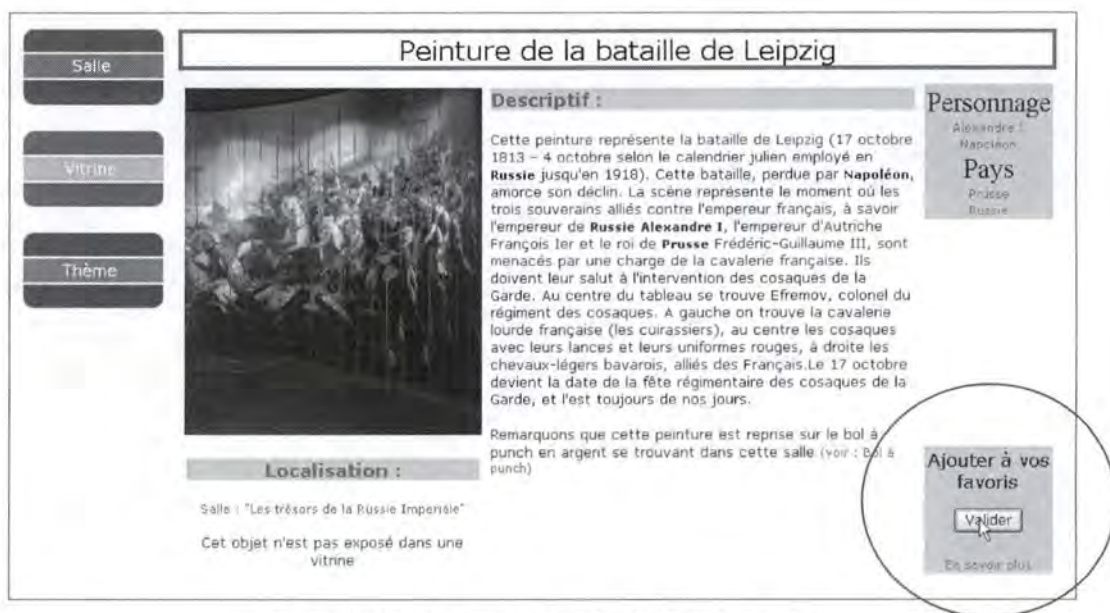 Peinture de la bataille de Leipzig
Salle
Vitrine
Thème
Descriptif :
Cette peinture représente la bataille de Leipzig (17 octobre
1813 – 4 octobre selon le calendrier julien employé en
Russie jusqu'en 1918). Cette bataille, perdue par Napoléon,
amorce son déclin. La scène représente le moment où les
trois souverains alliés contre l'empereur français, à savoir
l'empereur de Russie Alexandre I, l'empereur d'Autriche
François Ier et le roi de Prusse Frédéric-Guillaume III, sont
menacés par une charge de la cavalerie française. Ils
doivent leur salut à l'intervention des cosaques de la
Garde. Au centre du tableau se trouve Efremov, colonel du
régiment des cosaques. A gauche on trouve la cavalerie
lourde française (les cuirassiers), au centre les cosaques
avec leurs lances et leurs uniformes rouges, à droite les
chevaux-légers bavarois, alliés des Français.Le 17 octobre
devient la date de la fête régimentaire des cosaques de la
Garde, et l'est toujours de nos jours.
Remarquons que cette peinture est reprise sur le bol à
punch en argent se trouvant dans cette salle (voir : Bol à
punch)
Personnage
Alexandre I
Napoléon
Pays
Prusse
Russie
Localisation :
Salle : "Les trésors de la Russie Imperiale"
Cet objet n'est pas exposé dans une
vitrine
Ajouter à vos
favoris
Valider
En savoir plus